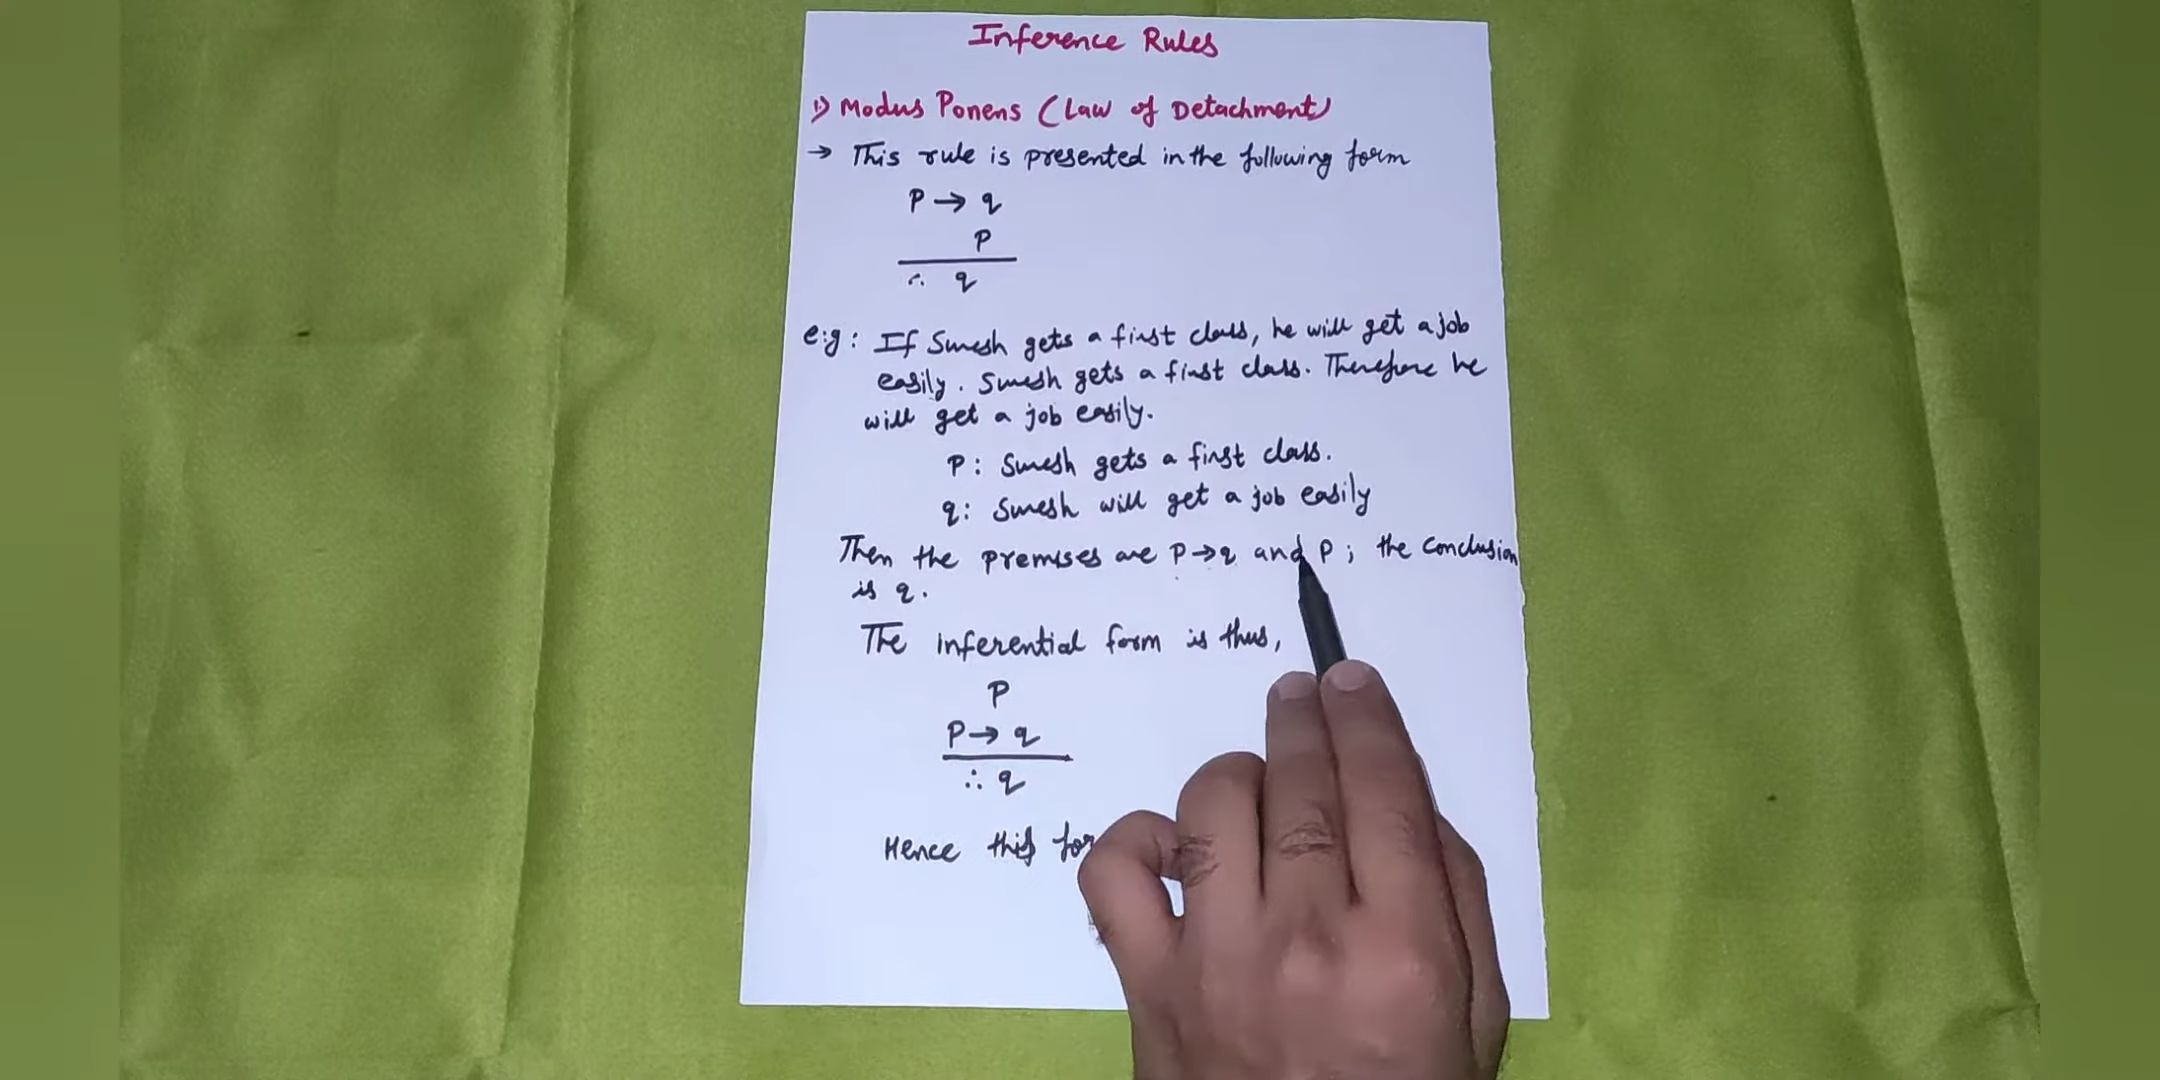 Inference Rules
1) Modus Ponens (Law of Detachment)
→ This rule is presented in the following form
P → q
P
∴ q
e.g: If Suresh gets a first class, he will get a job
easily. Suresh gets a first class. Therefore he
will get a job easily.
P: Suresh gets a first class.
q: Suresh will get a job easily
Then the premises are P→q and P; the conclusion
is q.
The inferential form is thus,
P
P → q
∴ q
Hence this